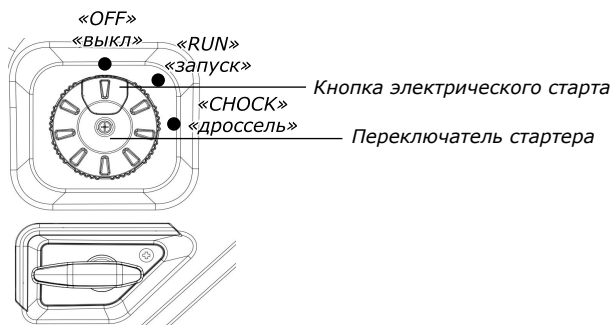 «OFF»
«выкл»
«RUN»
«запуск»
Кнопка электрического старта
«CHOCK»
«дроссель»
Переключатель стартера